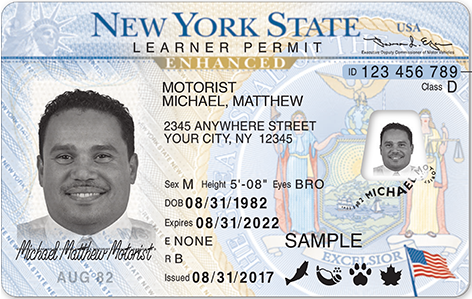 NEW YORK STATE
USA
LEARNER PERMIT
Executive Deputy Commissioner of Motor Vehicles
ENHANCED
ID 123 456 789
Class D
MOTORIST
MICHAEL, MATTHEW
2345 ANYWHERE STREET
YOUR CITY, NY 12345
Sex M Height 5'-08" Eyes BRO
DOB 08/31/1982
Expires 08/31/2022
E NONE
R B
Issued 08/31/2017
SAMPLE
MICHAEL
EXCELSIOR
Michael Matthew Motorist
AUG 82